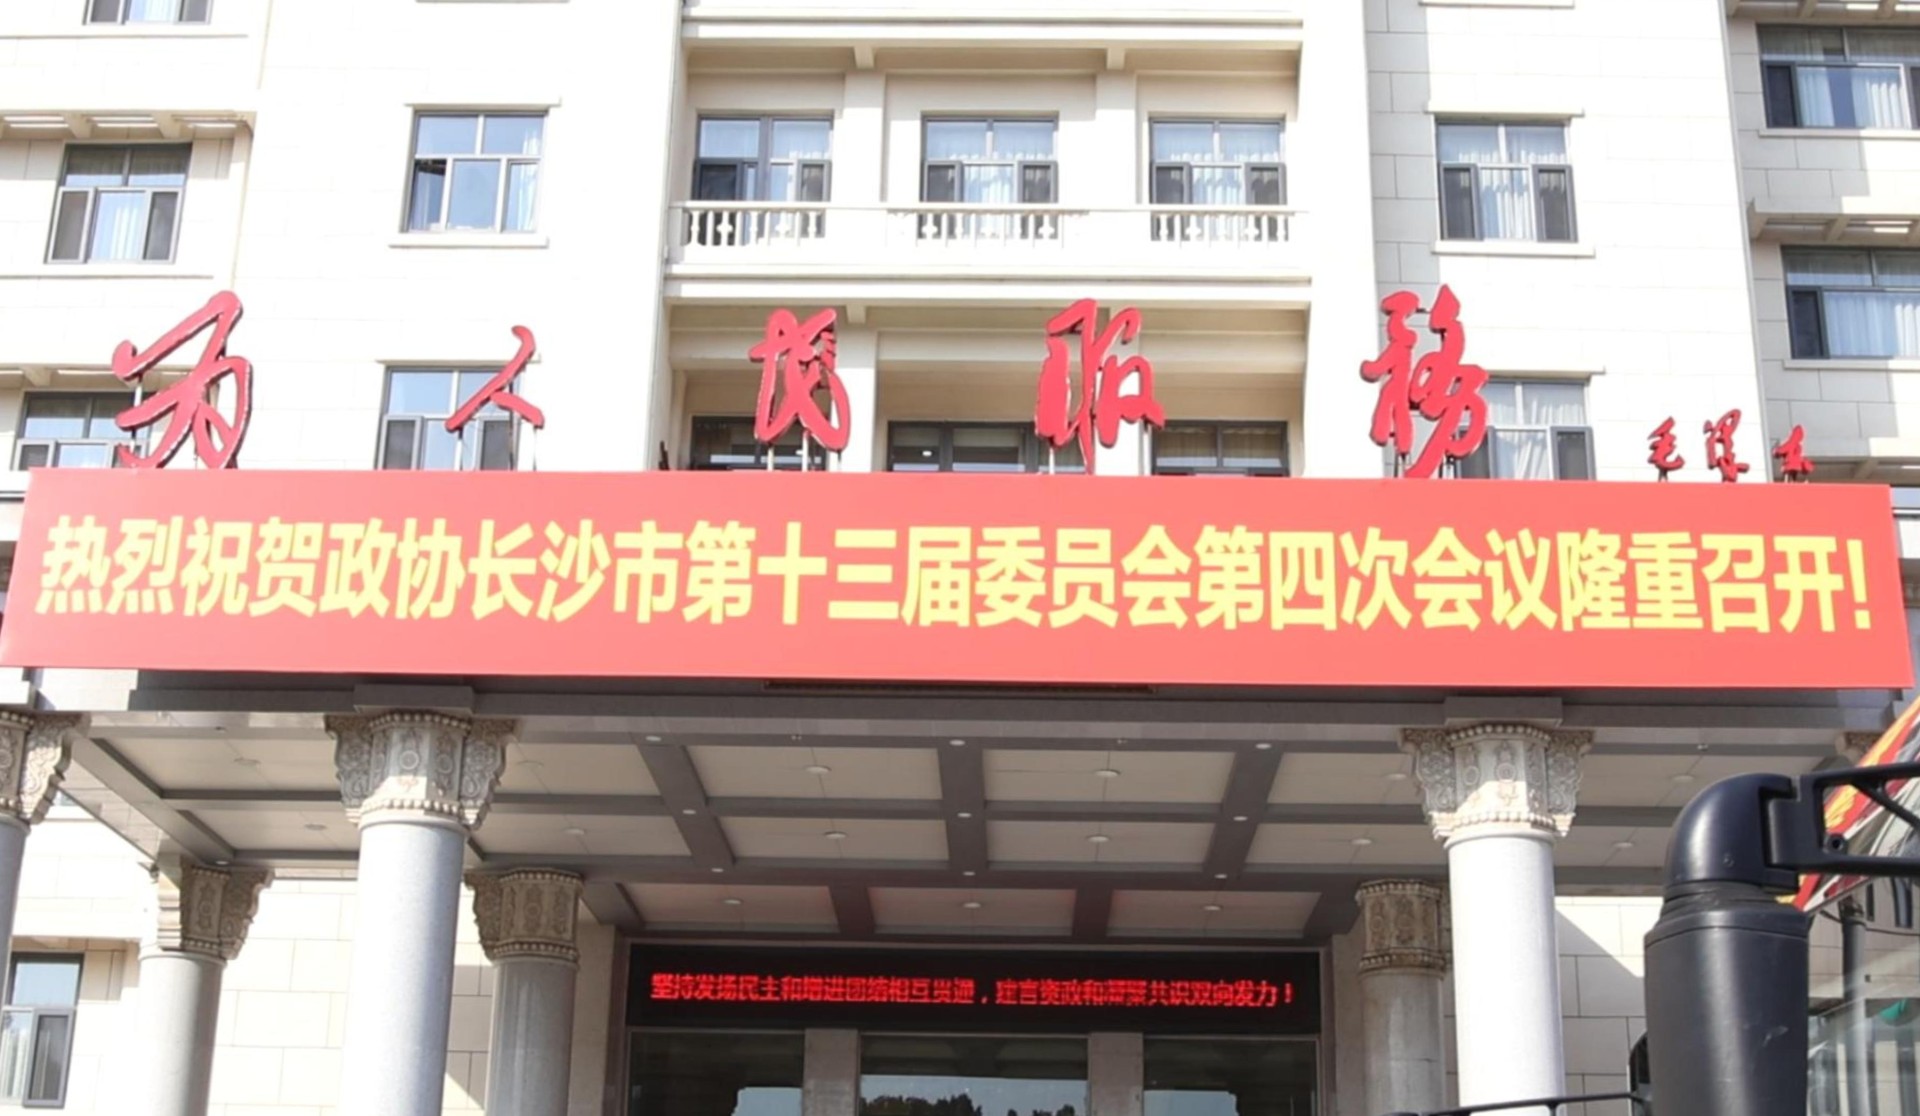 为人民服务
毛泽东
热烈祝贺政协长沙市第十三届委员会第四次会议隆重召开!
坚持发扬民主和增进团结相互贯通,建言资政和凝聚共识双向发力!